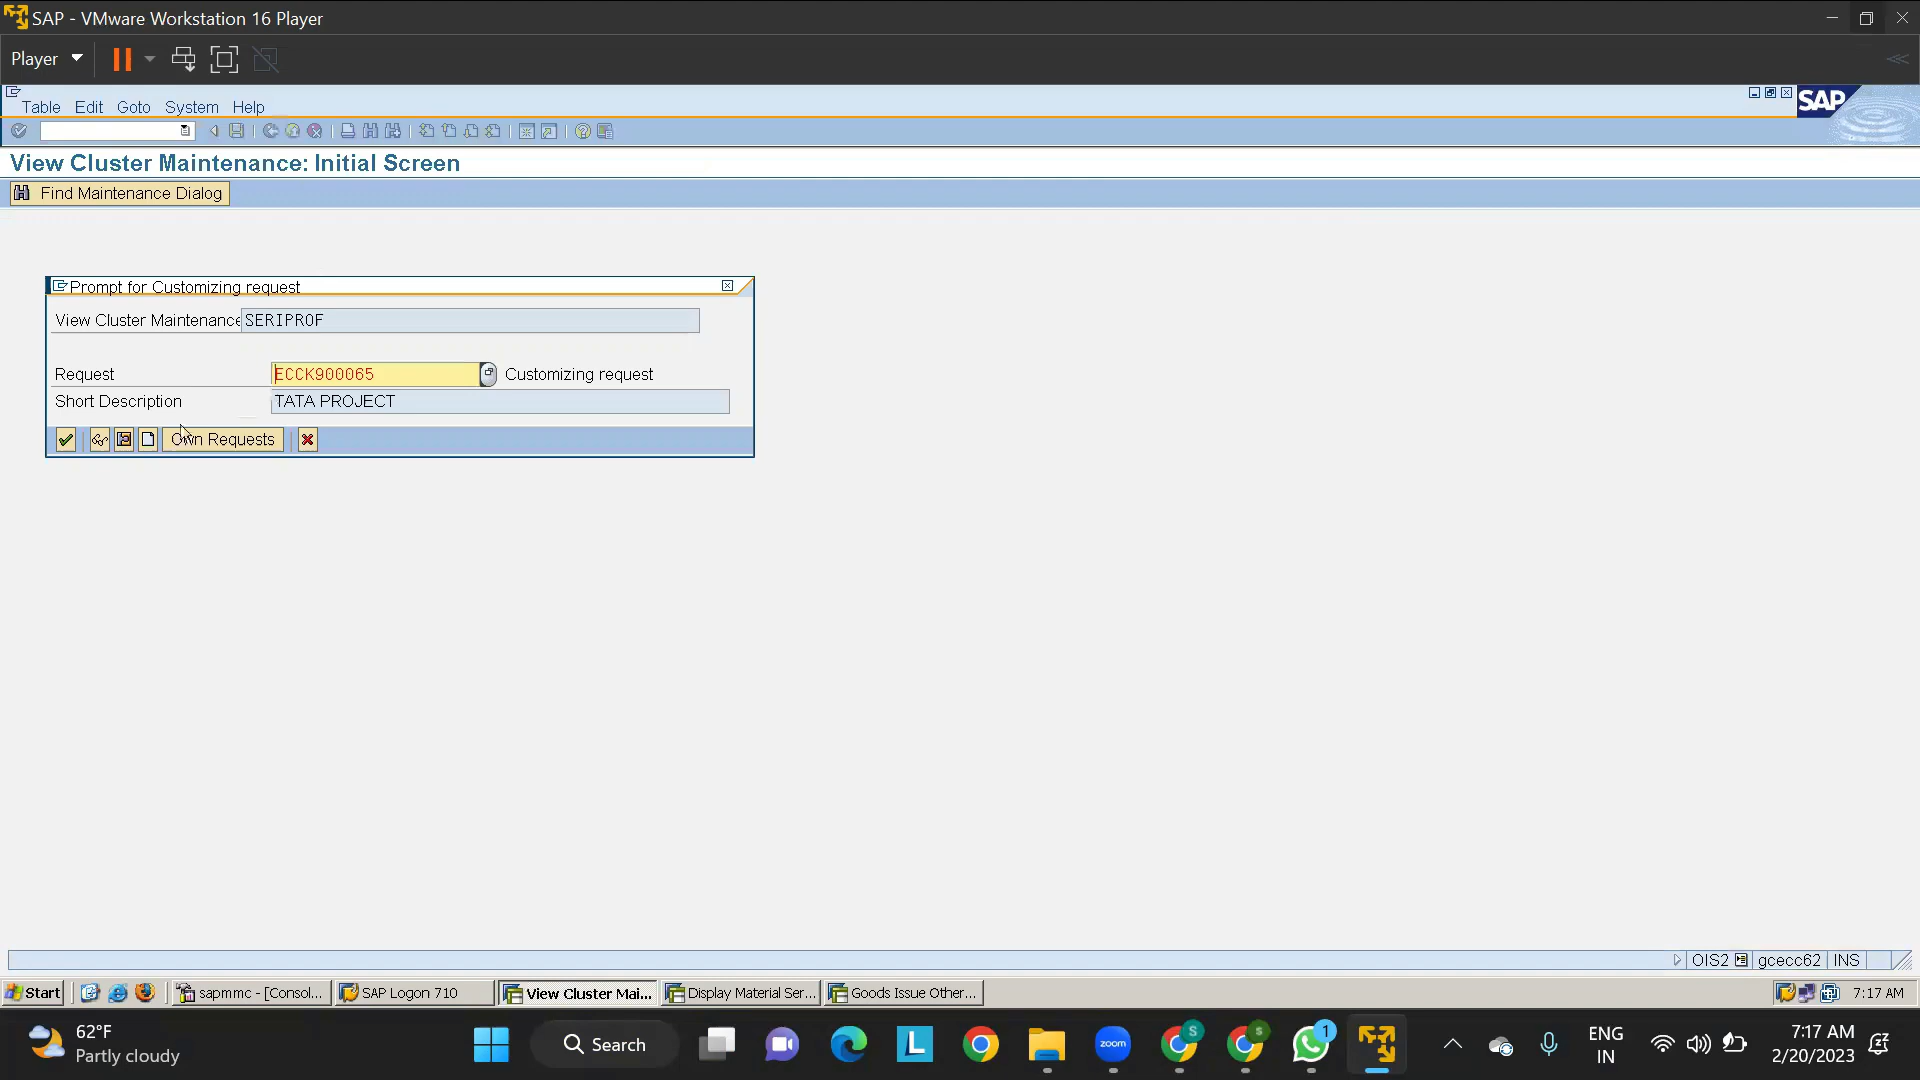 SAP - VMware Workstation 16 Player
Player
Table Edit Goto System Help
SAP
View Cluster Maintenance: Initial Screen
Find Maintenance Dialog
Prompt for Customizing request
View Cluster Maintenance SERIPROF
Request ECCK900065 Customizing request
Short Description TATA PROJECT
Own Requests
OIS2 gcecc62 INS
Start sapmmc - [Consol... SAP Logon 710 View Cluster Mai... Display Material Ser... Goods Issue Other... 7:17 AM
62°F
Partly cloudy
Search
L
zoom
S
S
1
ENG
IN
7:17 AM
2/20/2023